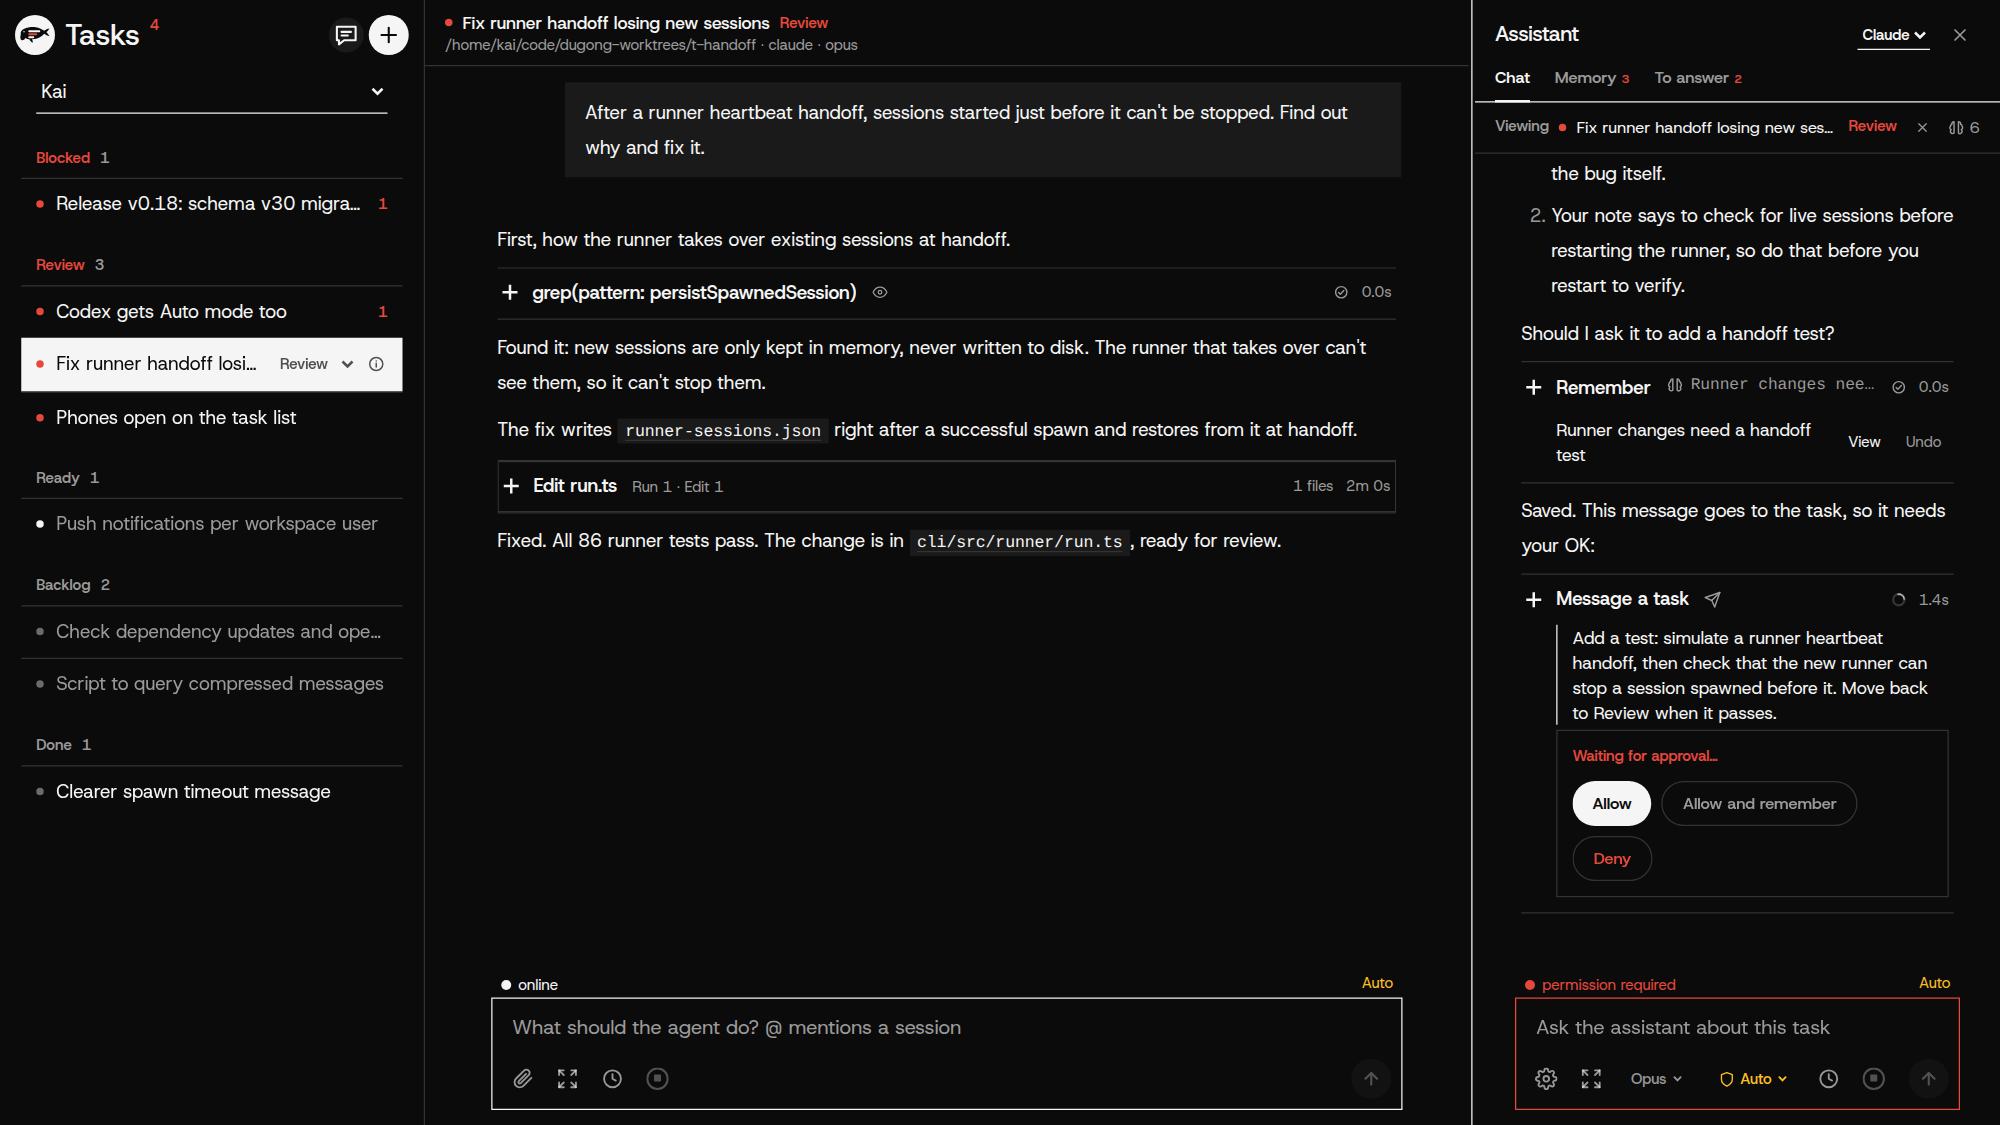 Tasks 4
Kai
Blocked 1
Release v0.18: schema v30 migra... 1
Review 3
Codex gets Auto mode too 1
Fix runner handoff losi... Review
Phones open on the task list
Ready 1
Push notifications per workspace user
Backlog 2
Check dependency updates and ope...
Script to query compressed messages
Done 1
Clearer spawn timeout message
Fix runner handoff losing new sessions Review
/home/kai/code/dugong-worktrees/t-handoff · claude · opus
After a runner heartbeat handoff, sessions started just before it can't be stopped. Find out
why and fix it.
First, how the runner takes over existing sessions at handoff.
grep(pattern: persistSpawnedSession) 0.0s
Found it: new sessions are only kept in memory, never written to disk. The runner that takes over can't
see them, so it can't stop them.
The fix writes runner-sessions.json right after a successful spawn and restores from it at handoff.
Edit run.ts Run 1 · Edit 1 1 files 2m 0s
Fixed. All 86 runner tests pass. The change is in cli/src/runner/run.ts, ready for review.
online Auto
What should the agent do? @ mentions a session
Assistant Claude
Chat Memory 3 To answer 2
Viewing Fix runner handoff losing new ses... Review 6
the bug itself.
2. Your note says to check for live sessions before
restarting the runner, so do that before you
restart to verify.
Should I ask it to add a handoff test?
Remember Runner changes nee... 0.0s
Runner changes need a handoff
test
View Undo
Saved. This message goes to the task, so it needs
your OK:
Message a task 1.4s
Add a test: simulate a runner heartbeat
handoff, then check that the new runner can
stop a session spawned before it. Move back
to Review when it passes.
Waiting for approval...
Allow Allow and remember
Deny
permission required Auto
Ask the assistant about this task
Opus Auto